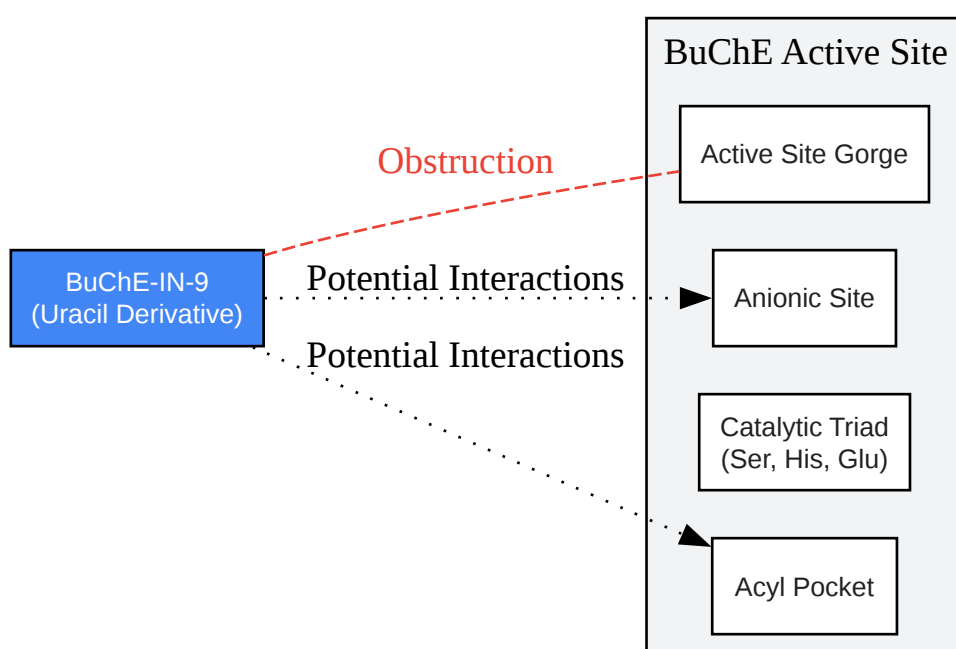 BuChE Active Site
Active Site Gorge
Obstruction
BuChE-IN-9
(Uracil Derivative)
Potential Interactions
Anionic Site
Potential Interactions
Catalytic Triad
(Ser, His, Glu)
Acyl Pocket